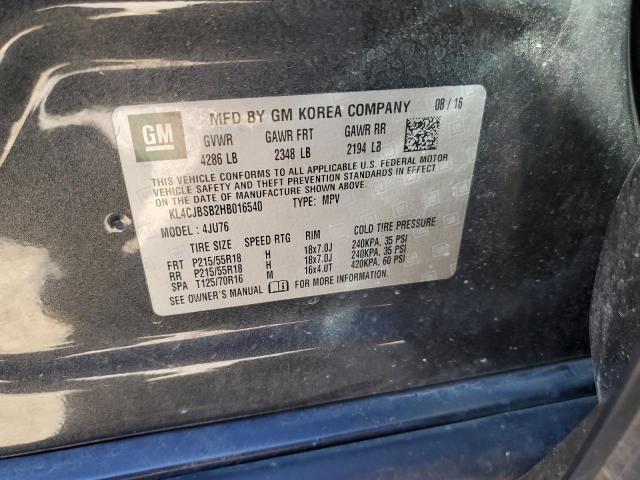 GM
MFD BY GM KOREA COMPANY 08 / 16
GVWR GAWR FRT GAWR RR
4286 LB 2348 LB 2194 LB
THIS VEHICLE CONFORMS TO ALL APPLICABLE U.S. FEDERAL MOTOR
VEHICLE SAFETY AND THEFT PREVENTION STANDARDS IN EFFECT
ON THE DATE OF MANUFACTURE SHOWN ABOVE.
KL4CJBSB2HB016540 TYPE: MPV
MODEL : 4JU76
TIRE SIZE SPEED RTG RIM COLD TIRE PRESSURE
FRT P215/55R18 H 18x7.0J 240KPA, 35 PSI
RR P215/55R18 H 18x7.0J 240KPA, 35 PSI
SPA T125/70R16 M 16x4.0T 420KPA, 60 PSI
SEE OWNER'S MANUAL FOR MORE INFORMATION.